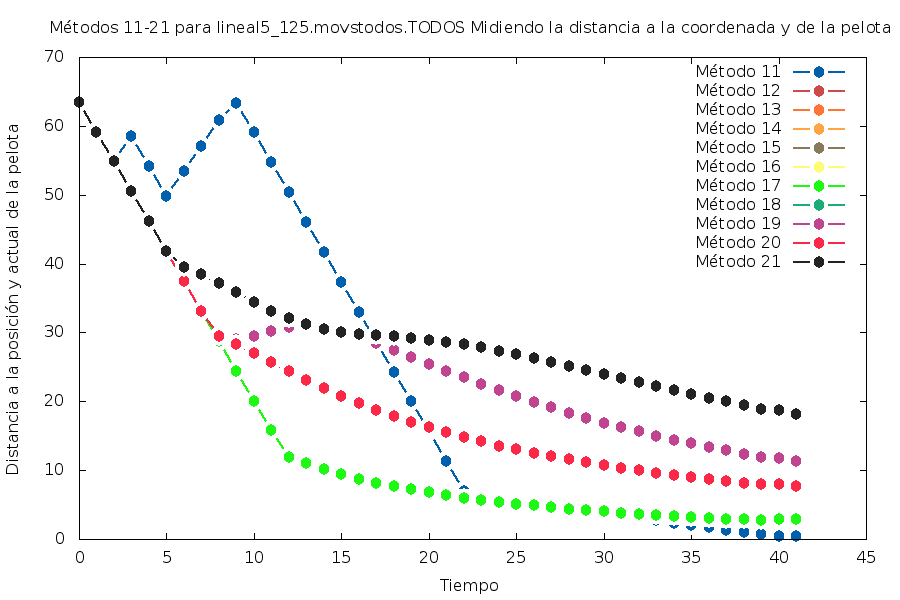 Métodos 11-21 para lineal5_125.movstodos.TODOS Midiendo la distancia a la coordenada y de la pelota
70
60
50
40
30
20
10
0
Distancia a la posición y actual de la pelota
Método 11
Método 12
Método 13
Método 14
Método 15
Método 16
Método 17
Método 18
Método 19
Método 20
Método 21
0 5 10 15 20 25 30 35 40 45
Tiempo